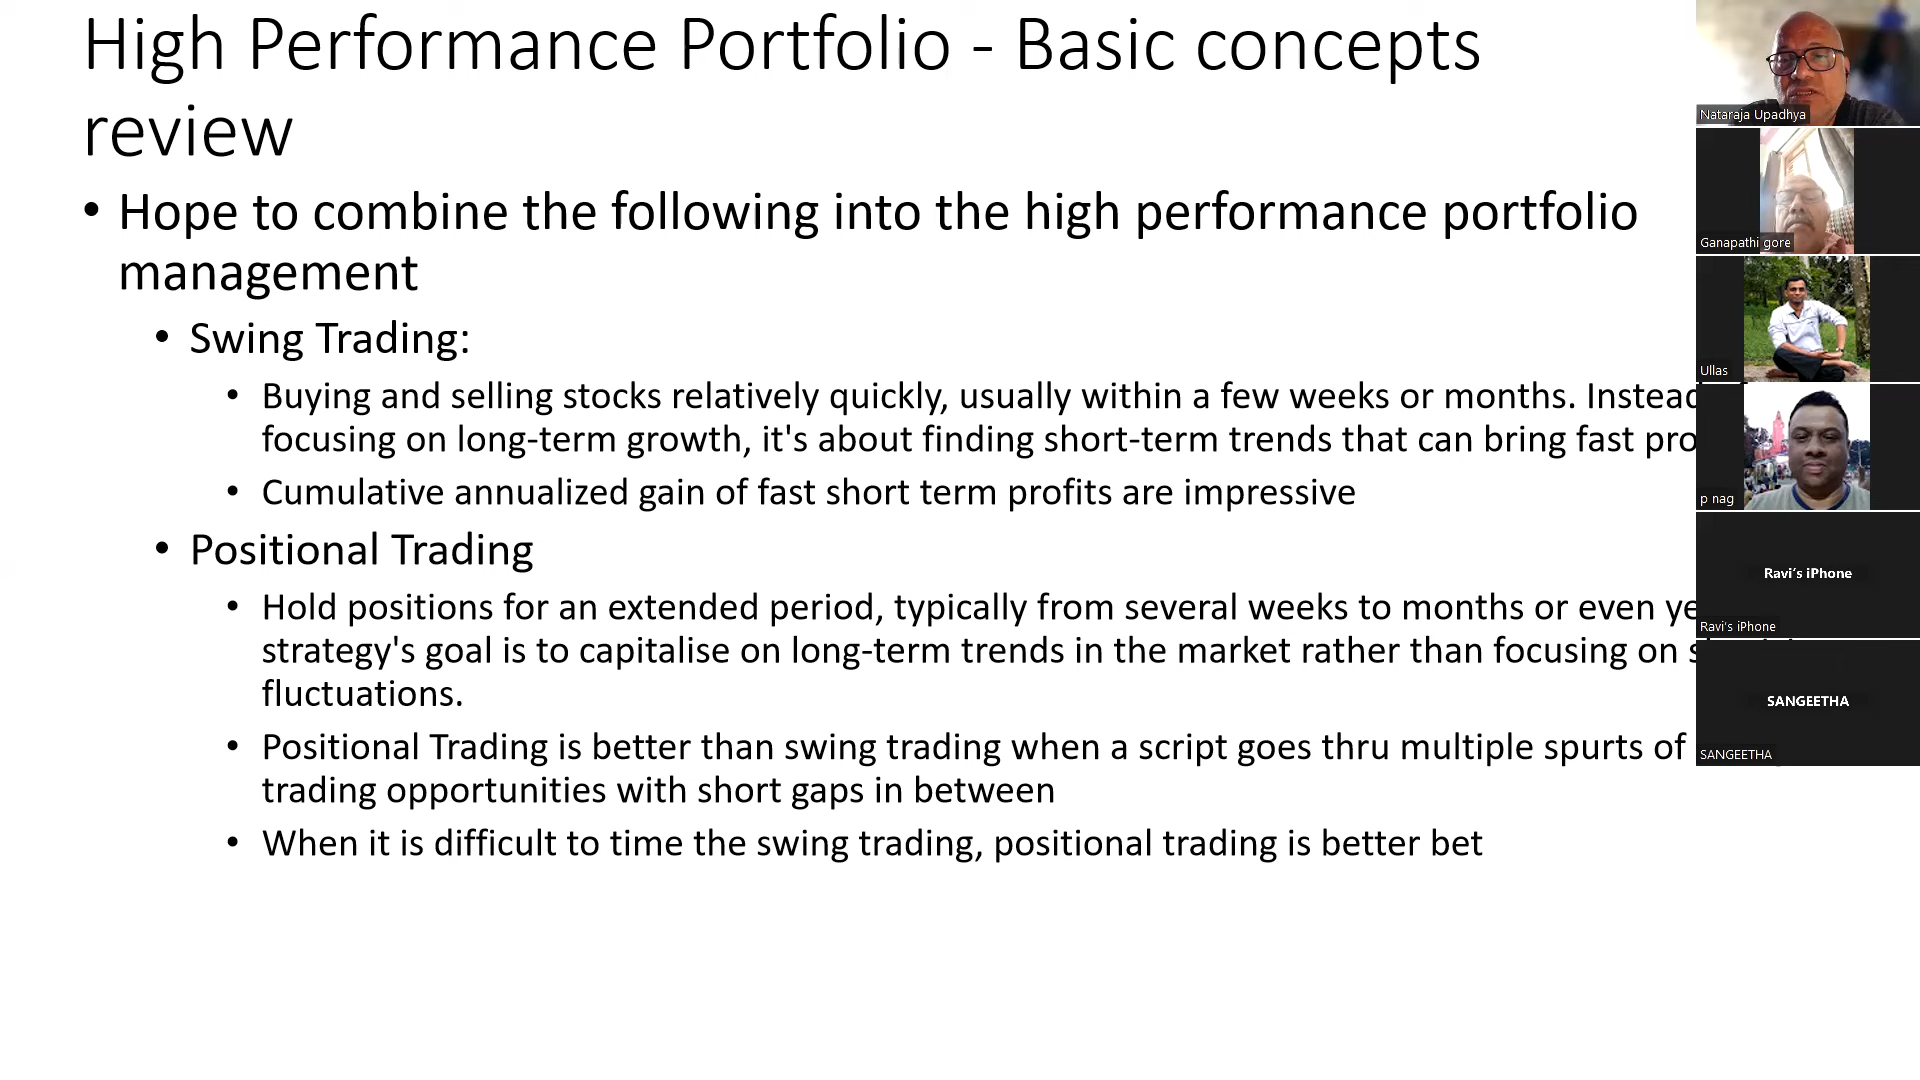 High Performance Portfolio - Basic concepts
review
• Hope to combine the following into the high performance portfolio
management
• Swing Trading:
• Buying and selling stocks relatively quickly, usually within a few weeks or months. Instead
focusing on long-term growth, it's about finding short-term trends that can bring fast
• Cumulative annualized gain of fast short term profits are impressive
• Positional Trading
• Hold positions for an extended period, typically from several weeks to months or even
strategy's goal is to capitalise on long-term trends in the market rather than focusing on
fluctuations.
• Positional Trading is better than swing trading when a script goes thru multiple spurts of
trading opportunities with short gaps in between
• When it is difficult to time the swing trading, positional trading is better bet
Nataraja Upadhya
Ganapathi gore
Ullas
p nag
Ravi's iPhone
Ravi's iPhone
SANGEETHA
SANGEETHA